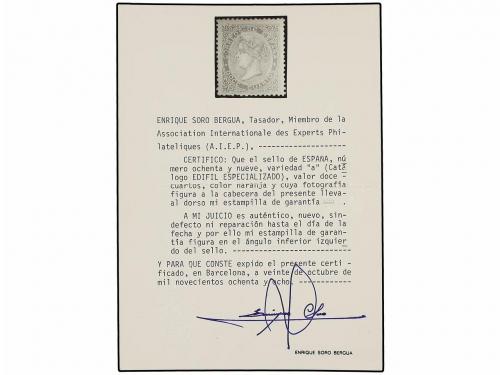 ENRIQUE SORO BERGUA, Tasador, Miembro de la
Association Internationale des Experts Phi-
lateliques (A.I.E.P.), --------------------
CERTIFICO: Que el sello de ESPAÑA, nú
mero ochenta y nueve, variedad "a" (Catá
logo EDIFIL ESPECIALIZADO), valor doce -
cuartos, color naranja y cuya fotografia
figura a la cabecera del presente lleva-
al dorso mi estampilla de garantía ----
A MI JUICIO es auténtico, nuevo, sin-
defecto ni reparación hasta el día de la
fecha y por ello mi estampilla de garan-
tía figura en el ángulo inferior izquier
do del sello. --------------------------
Y PARA QUE CONSTE expido el presente certi -
ficado, en Barcelona, a veinte de octubre de
mil novecientos ochenta y ocho. ------------
ENRIQUE SORO BERGUA